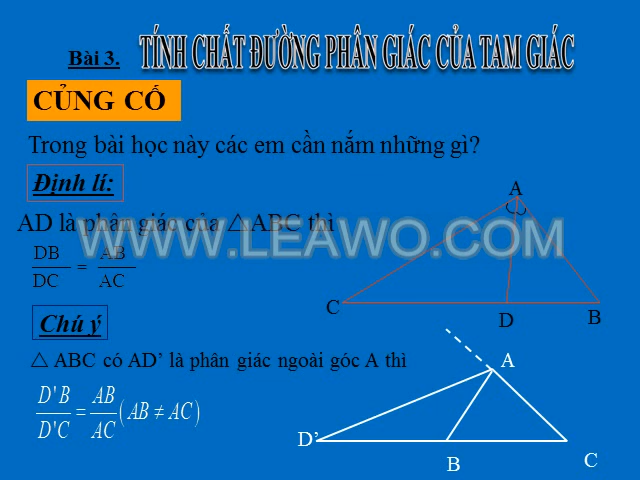 Bài 3. TÍNH CHẤT ĐƯỜNG PHÂN GIÁC CỦA TAM GIÁC
CỦNG CỐ
Trong bài học này các em cần nắm những gì?
Định lí:
AD là phân giác của △ABC thì
DB/DC = AB/AC
A
C
D
B
WWW.LEAWO.COM
Chú ý
△ ABC có AD’ là phân giác ngoài góc A thì
D'B/D'C = AB/AC (AB ≠ AC)
A
D’
B
C